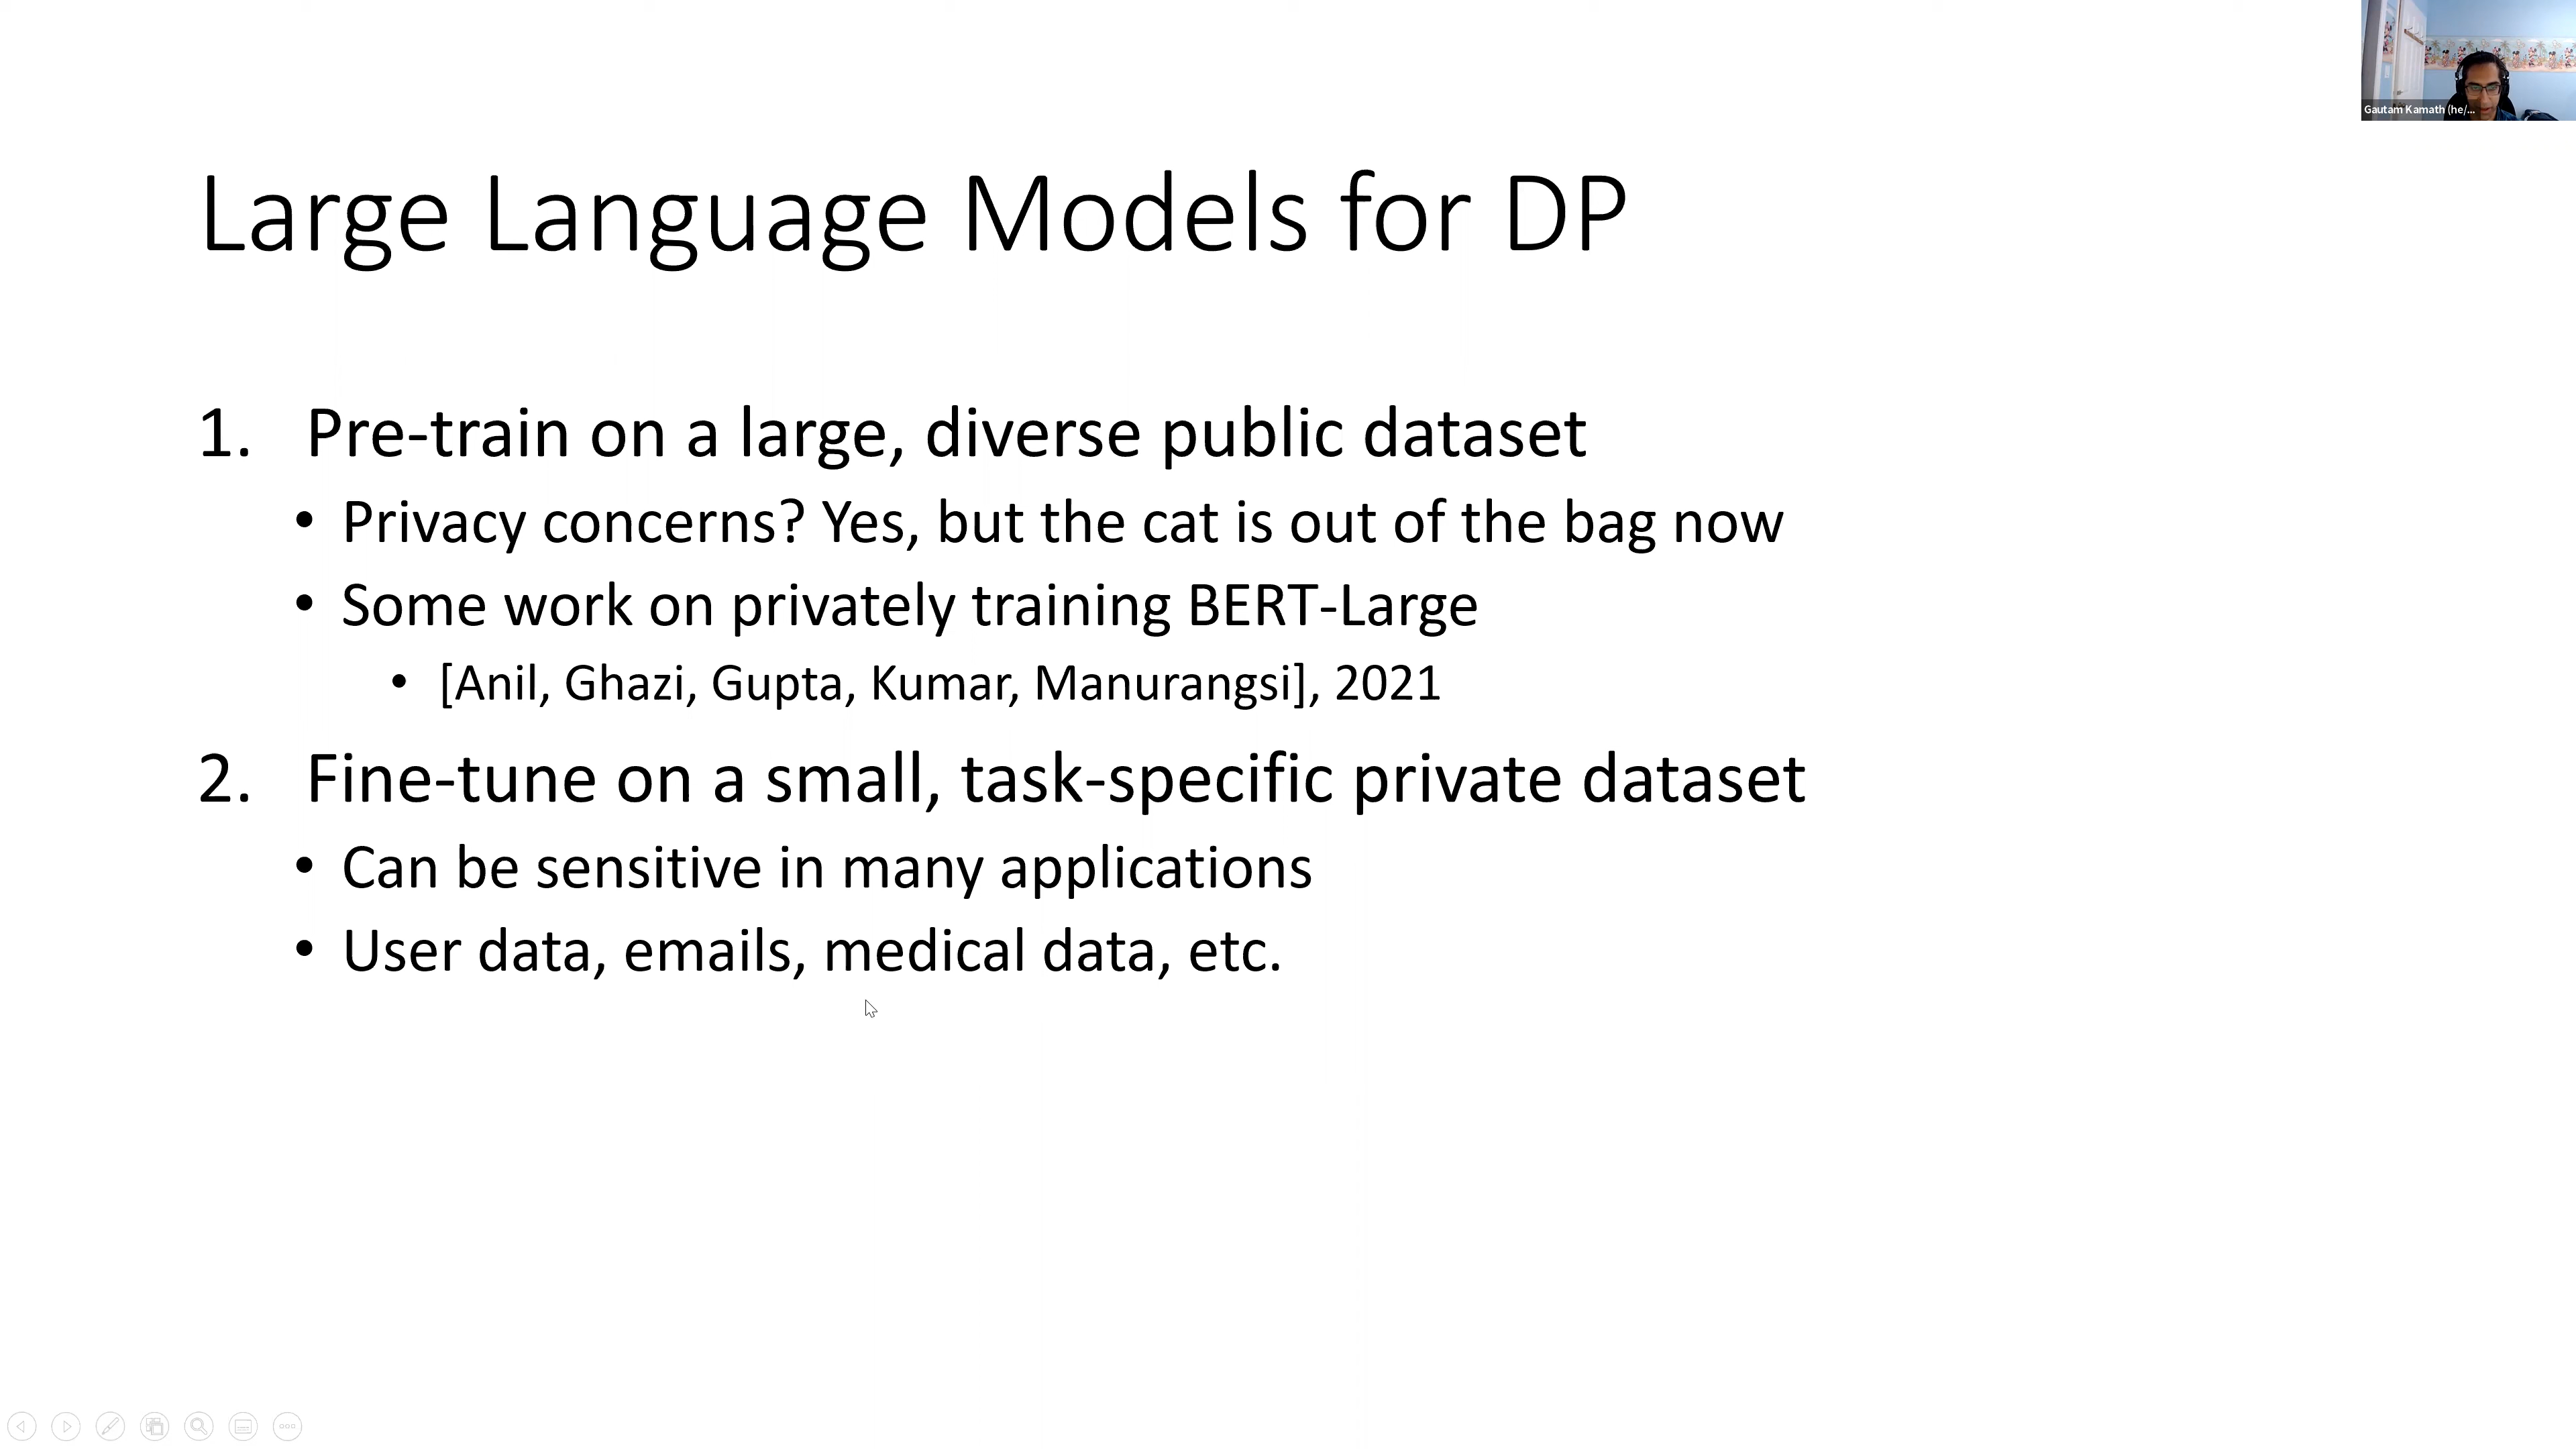 Gautam Kamath (he/...
Large Language Models for DP
1. Pre-train on a large, diverse public dataset
• Privacy concerns? Yes, but the cat is out of the bag now
• Some work on privately training BERT-Large
• [Anil, Ghazi, Gupta, Kumar, Manurangsi], 2021
2. Fine-tune on a small, task-specific private dataset
• Can be sensitive in many applications
• User data, emails, medical data, etc.